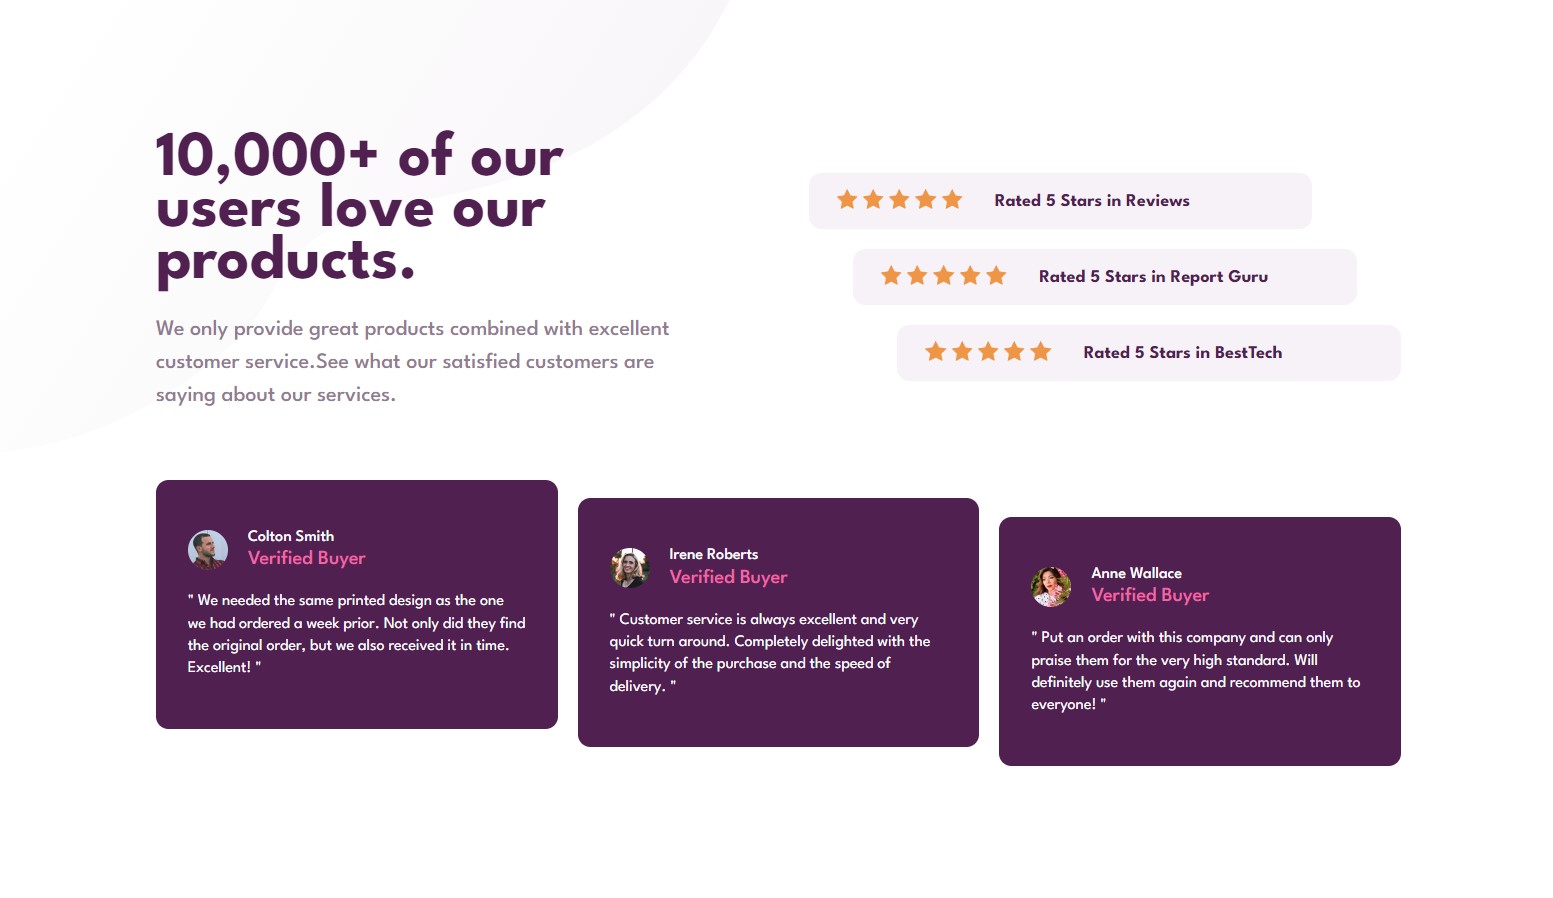 10,000+ of our
users love our
products.
We only provide great products combined with excellent
customer service.See what our satisfied customers are
saying about our services.
Rated 5 Stars in Reviews
Rated 5 Stars in Report Guru
Rated 5 Stars in BestTech
Colton Smith
Verified Buyer
" We needed the same printed design as the one
we had ordered a week prior. Not only did they find
the original order, but we also received it in time.
Excellent! "
Irene Roberts
Verified Buyer
" Customer service is always excellent and very
quick turn around. Completely delighted with the
simplicity of the purchase and the speed of
delivery. "
Anne Wallace
Verified Buyer
" Put an order with this company and can only
praise them for the very high standard. Will
definitely use them again and recommend them to
everyone! "